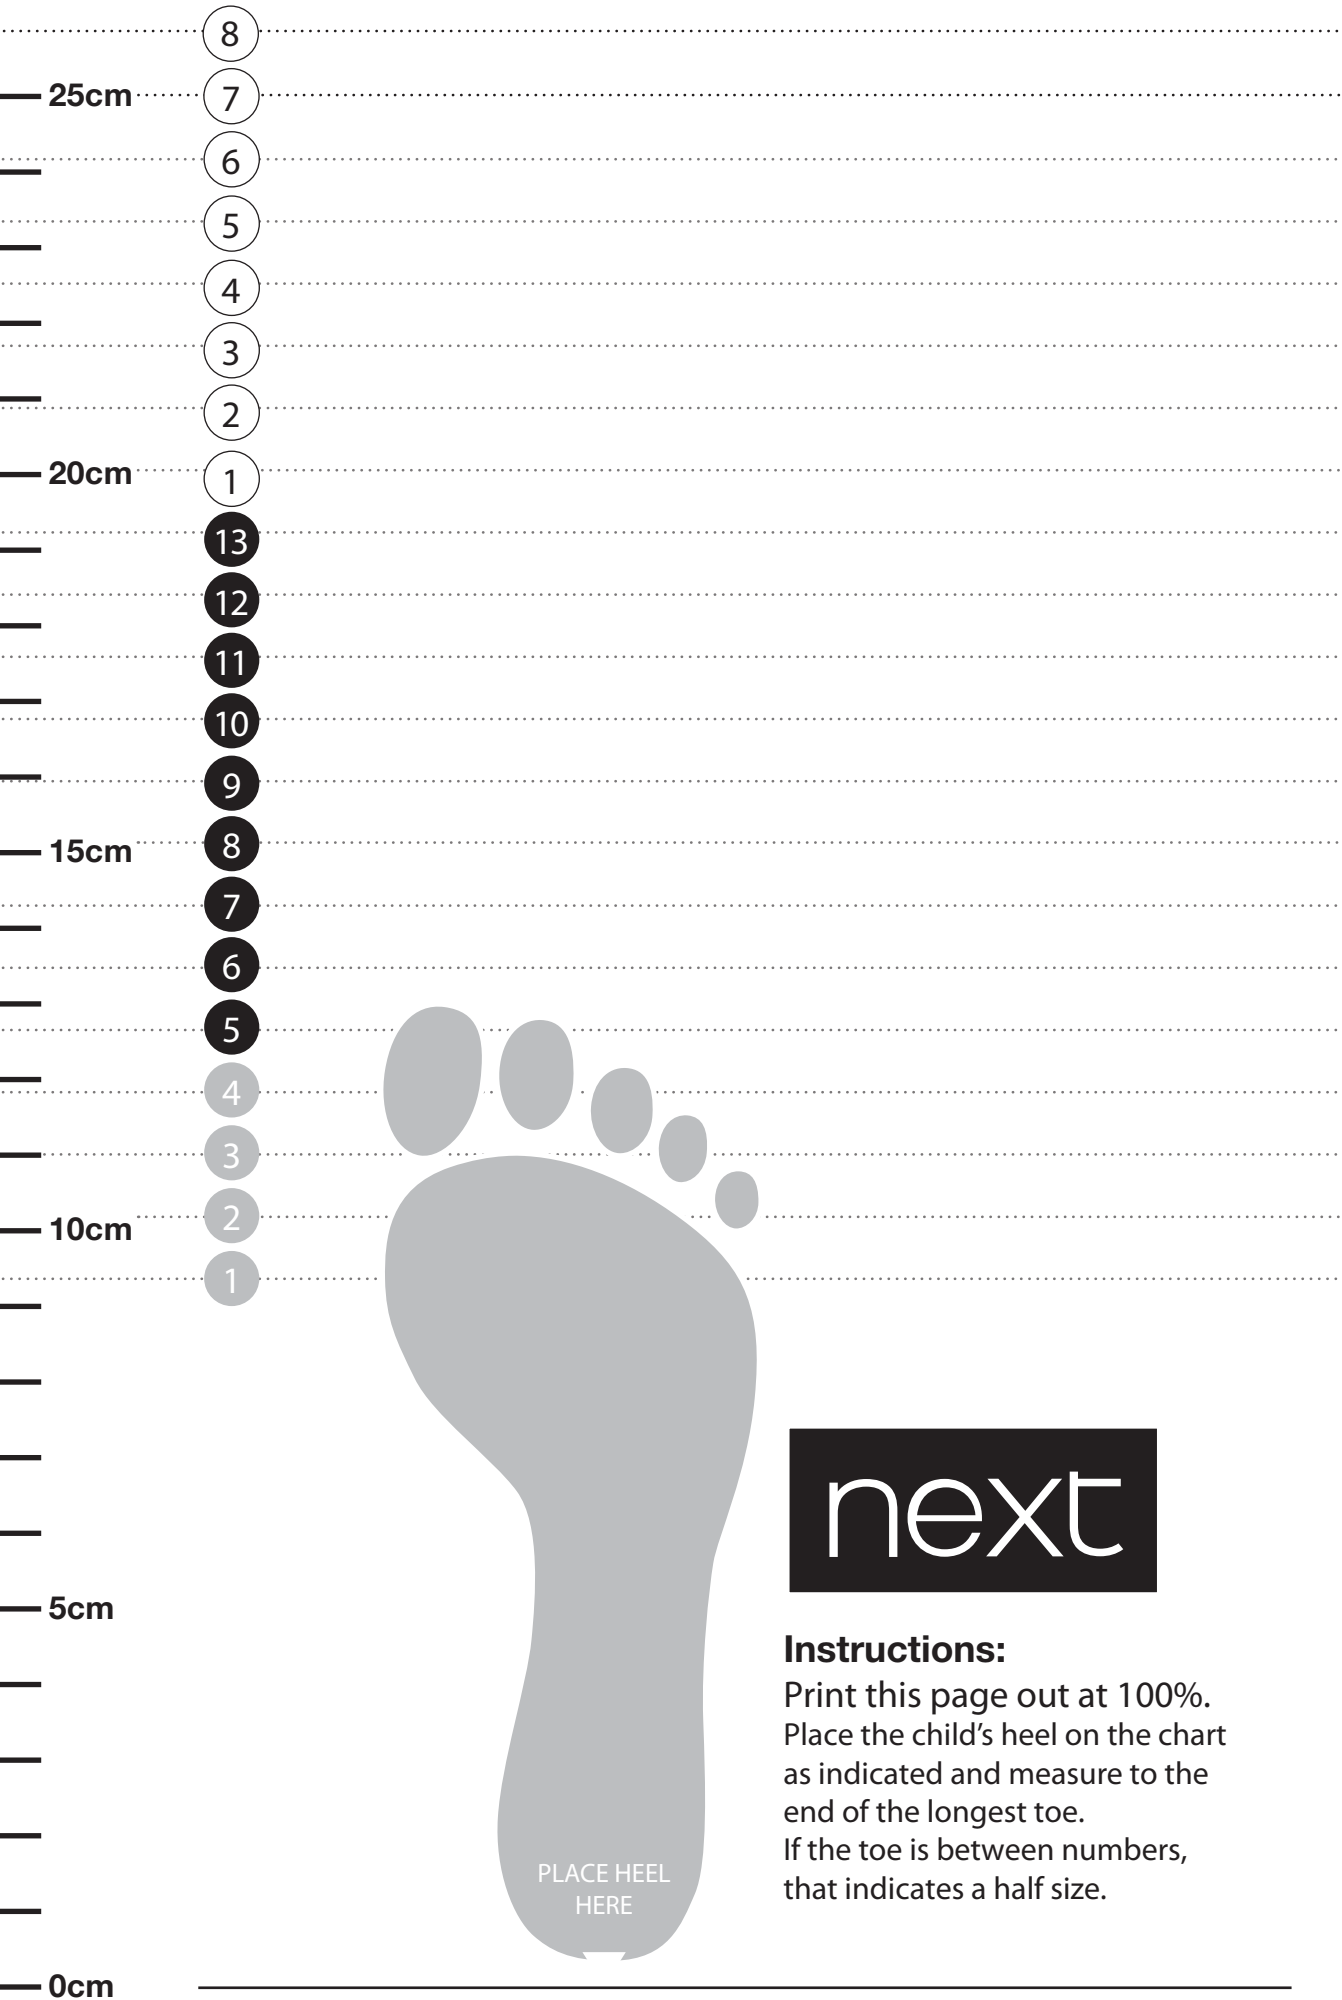 8
25cm 7
6
5
4
3
2
20cm 1
13
12
11
10
9
15cm 8
7
6
5
4
3
2
10cm
1
next
5cm
Instructions:
Print this page out at 100%.
Place the child's heel on the chart
as indicated and measure to the
end of the longest toe.
If the toe is between numbers,
that indicates a half size.
PLACE HEEL
HERE
0cm